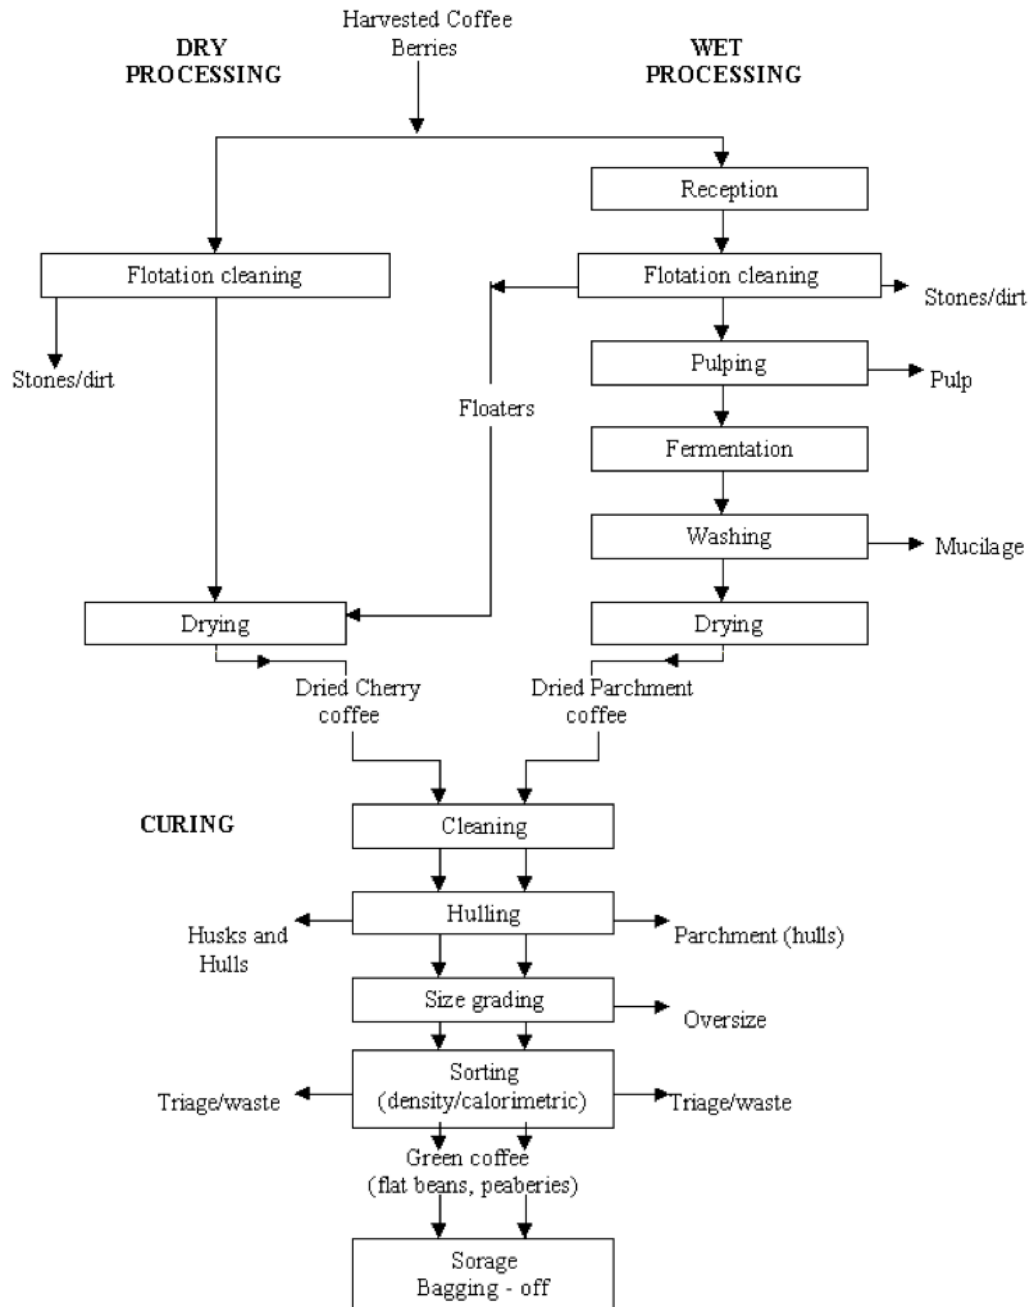 Harvested Coffee
Berries
DRY
PROCESSING
WET
PROCESSING
Reception
Flotation cleaning
Flotation cleaning
Stones/dirt
Stones/dirt
Pulping
Pulp
Floaters
Fermentation
Washing
Mucilage
Drying
Drying
Dried Cherry
coffee
Dried Parchment
coffee
CURING
Cleaning
Hulling
Husks and
Hulls
Parchment (hulls)
Size grading
Oversize
Sorting
(density/calorimetric)
Triage/waste
Triage/waste
Green coffee
(flat beans, peaberies)
Sorage
Bagging - off